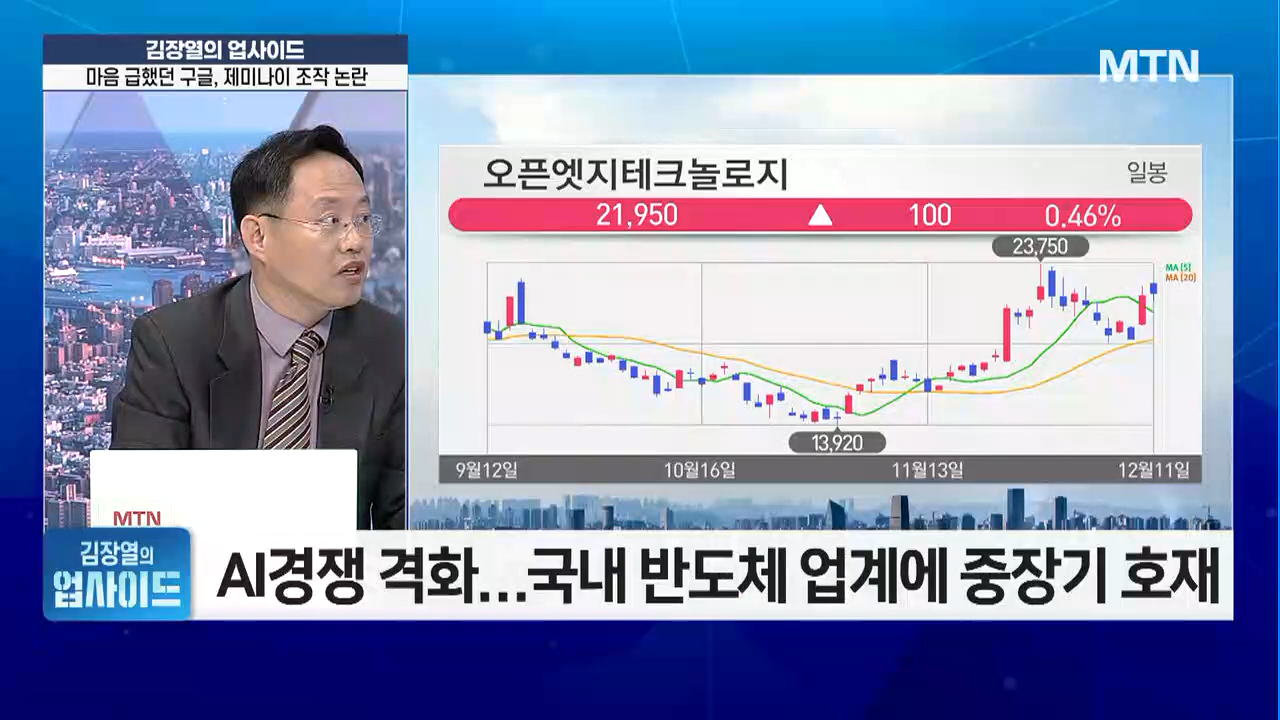 김장열의 업사이드
마음 급했던 구글, 제미나이 조작 논란
MTN
오픈엣지테크놀로지
일봉
21,950 ▲ 100 0.46%
23,750
MA [5]
MA [20]
13,920
9월12일 10월16일 11월13일 12월11일
MTN
김장열의
업사이드
AI경쟁 격화...국내 반도체 업계에 중장기 호재